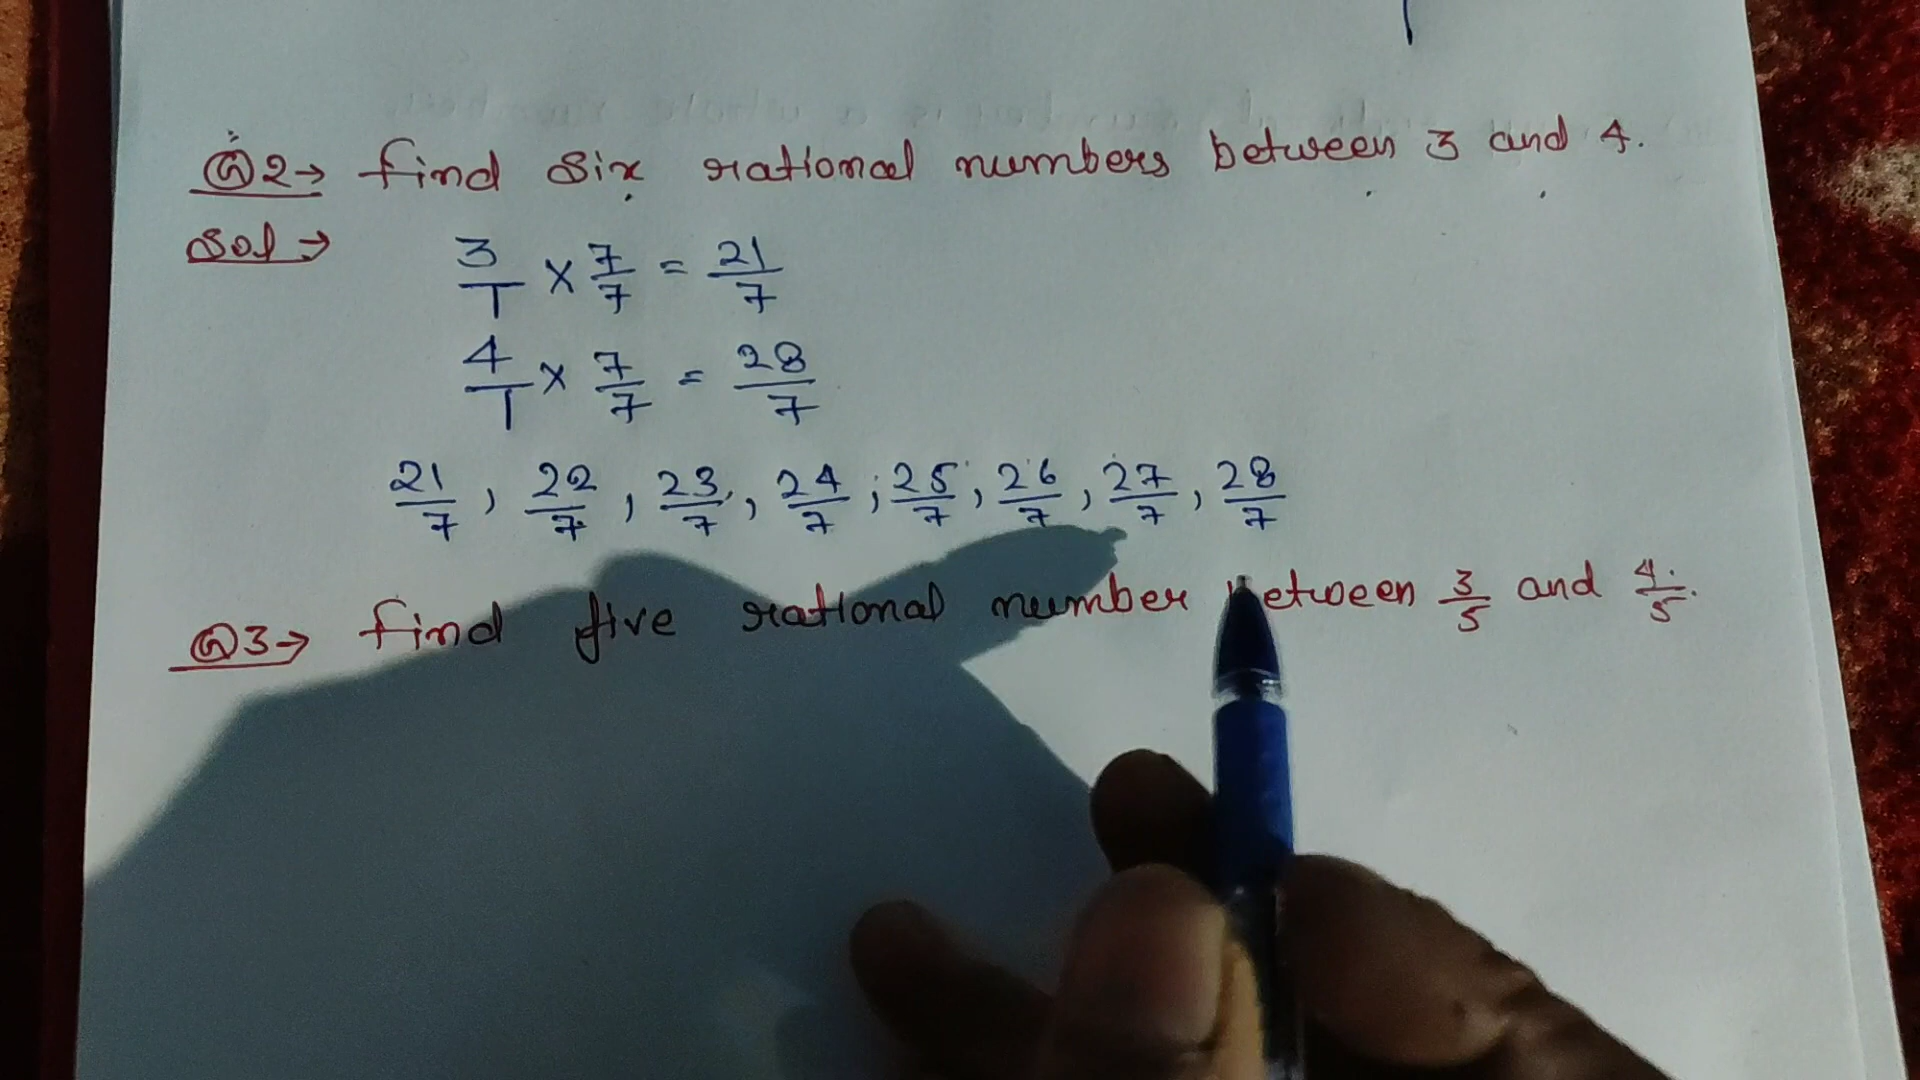 Q2→ find six rational numbers between 3 and 4.
Sol→ 3/1 × 7/7 = 21/7
4/1 × 7/7 = 28/7
21/7, 22/7, 23/7, 24/7, 25/7, 26/7, 27/7, 28/7
Q3→ find five rational number between 3/5 and 4/5.